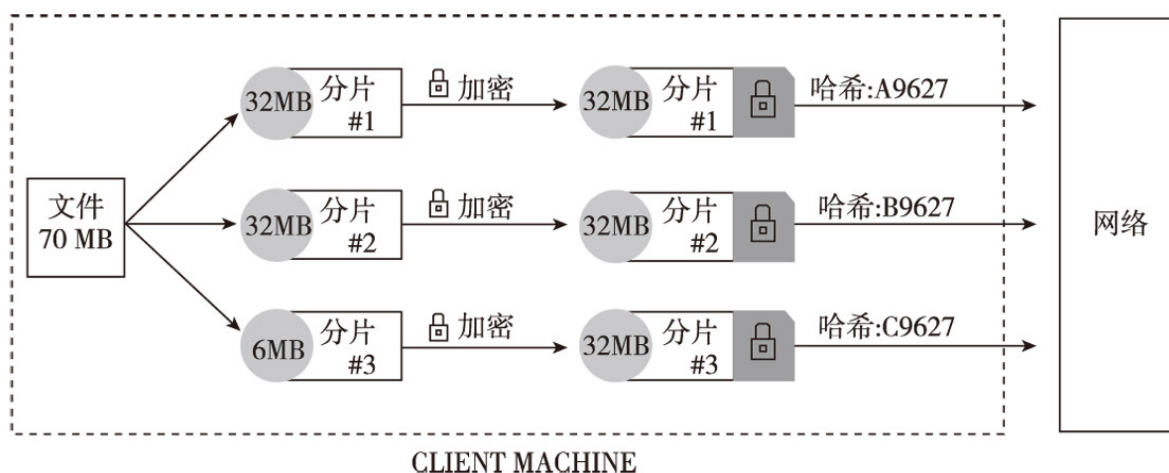 32MB 分片 #1 加密 32MB 分片 #1 哈希:A9627
文件 70 MB
32MB 分片 #2 加密 32MB 分片 #2 哈希:B9627
网络
6MB 分片 #3 加密 32MB 分片 #3 哈希:C9627
CLIENT MACHINE